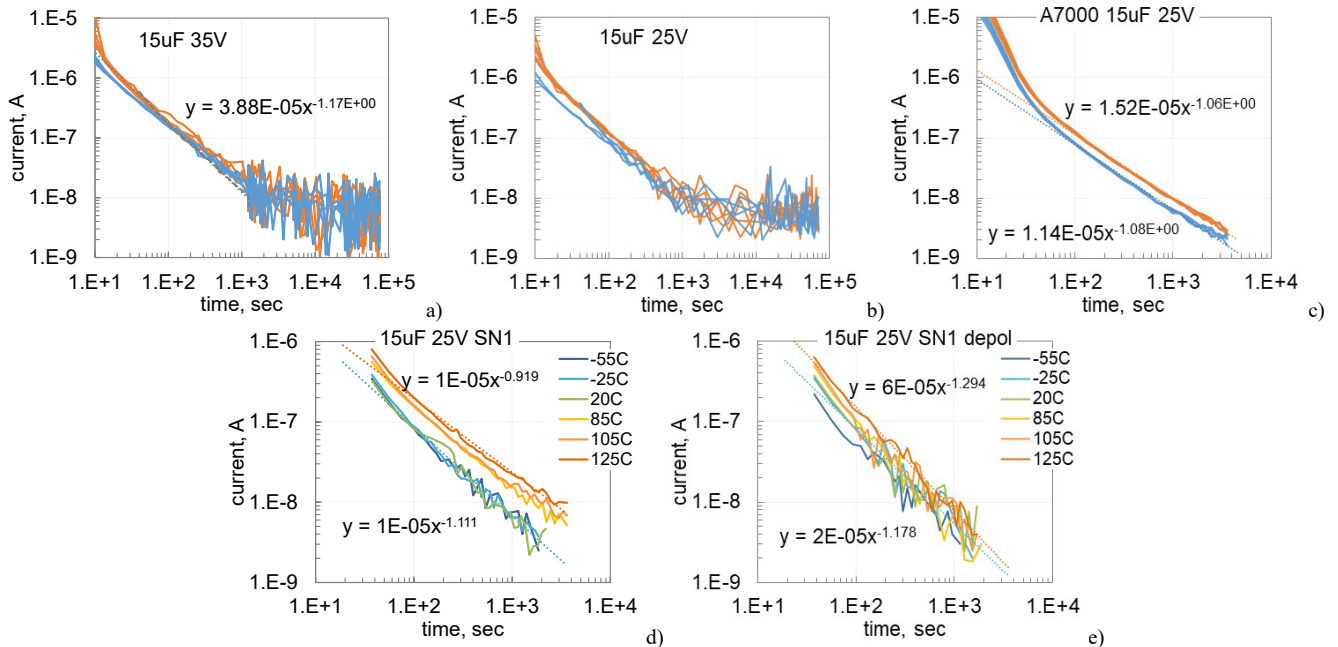 15uF 35V
y = 3.88E-05x-1.17E+00
1.E-5
1.E-6
1.E-7
1.E-8
1.E-9
current, A
1.E+1
1.E+2
1.E+3
1.E+4
1.E+5
time, sec
a)
15uF 25V
1.E-5
1.E-6
1.E-7
1.E-8
1.E-9
current, A
1.E+1
1.E+2
1.E+3
1.E+4
1.E+5
time, sec
b)
A7000 15uF 25V
y = 1.52E-05x-1.06E+00
y = 1.14E-05x-1.08E+00
1.E-5
1.E-6
1.E-7
1.E-8
1.E-9
current, A
1.E+1
1.E+2
1.E+3
1.E+4
time, sec
c)
15uF 25V SN1
-55C
-25C
20C
85C
105C
125C
y = 1E-05x-0.919
y = 1E-05x-1.111
1.E-6
1.E-7
1.E-8
1.E-9
current, A
1.E+1
1.E+2
1.E+3
1.E+4
time, sec
d)
15uF 25V SN1 depol
-55C
-25C
20C
85C
105C
125C
y = 6E-05x-1.294
y = 2E-05x-1.178
1.E-6
1.E-7
1.E-8
1.E-9
current, A
1.E+1
1.E+2
1.E+3
1.E+4
time, sec
e)